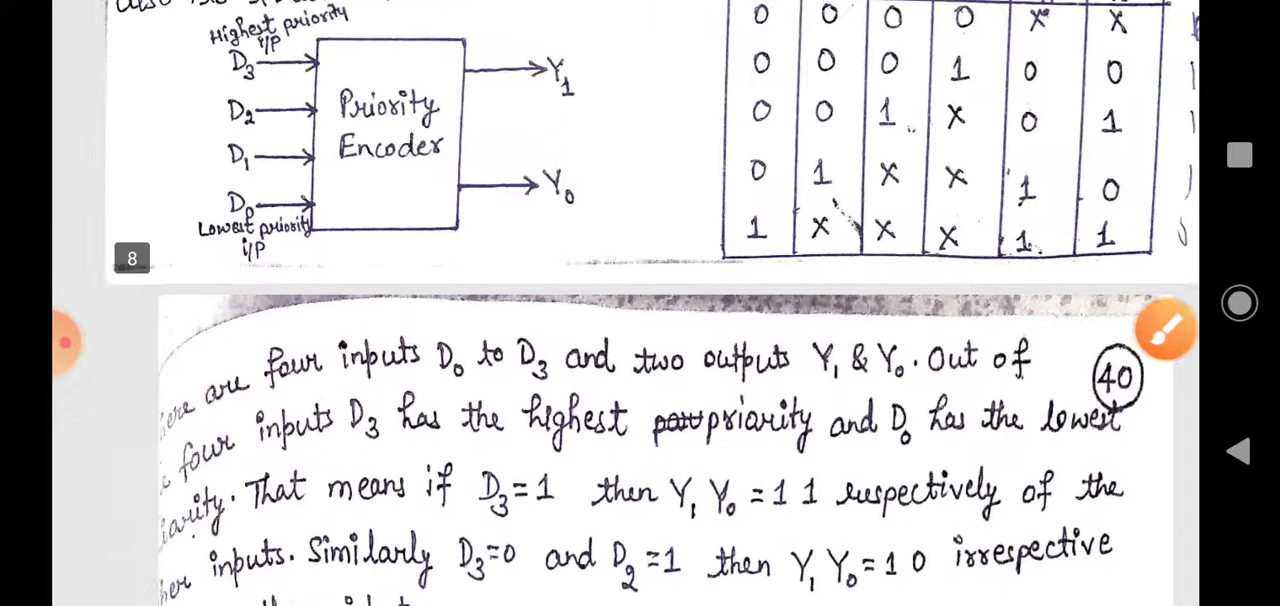 Highest priority
i/P
D3
D2
D1
D0
Lowest priority
i/P
Priority
Encoder
Y1
Y0
0 0 0 0 X X
0 0 0 1 0 0
0 0 1 X 0 1
0 1 X X 1 0
1 X X X 1 1
8
are four inputs D0 to D3 and two outputs Y1 & Y0. Out of
40
four inputs D3 has the highest priarity and D0 has the lowest
That means if D3=1 then Y1 Y0 = 1 1 respectively of the
inputs. Similarly D3=0 and D2=1 then Y1 Y0 = 1 0 irrespective